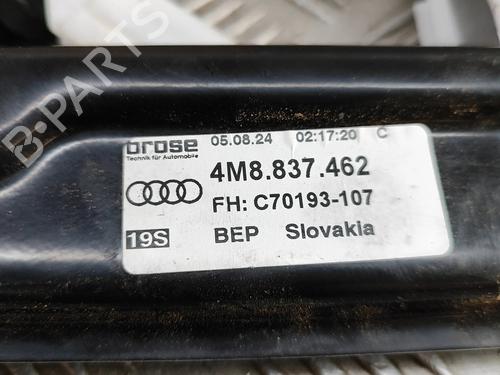 B-PARTS
brose 05.08.24 02:17:20 C
Technik für Automobile
4M8.837.462
FH: C70193-107
19S BEP Slovakia